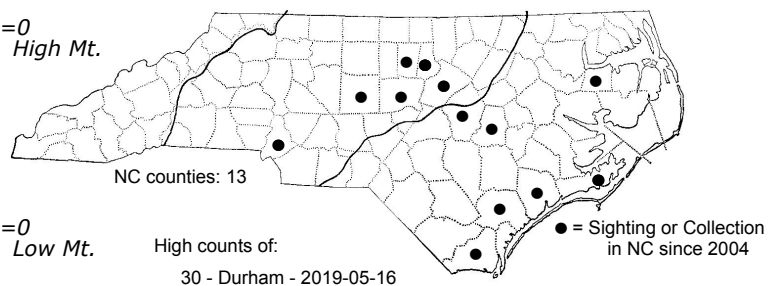 =0
High Mt.
NC counties: 13
=0
Low Mt.
High counts of:
30 - Durham - 2019-05-16
● = Sighting or Collection
in NC since 2004